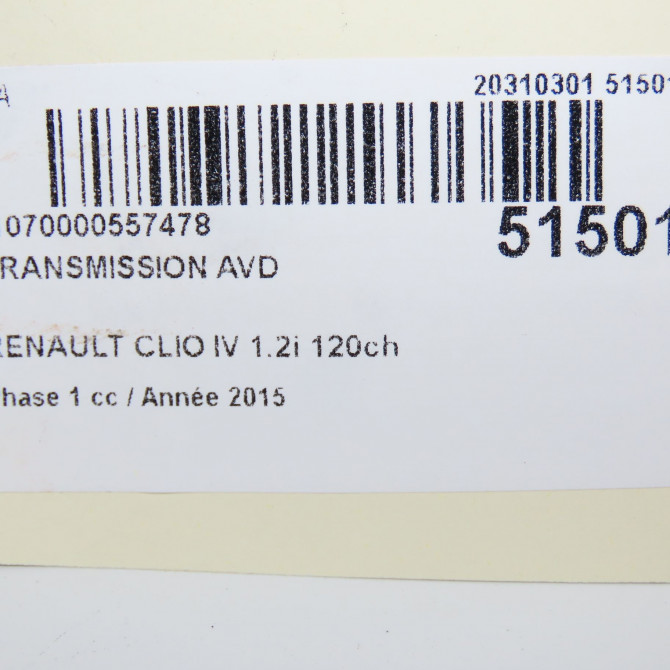 20310301 51501
070000557478
51501
RANSMISSION AVD
RENAULT CLIO IV 1.2i 120ch
hase 1 cc / Année 2015